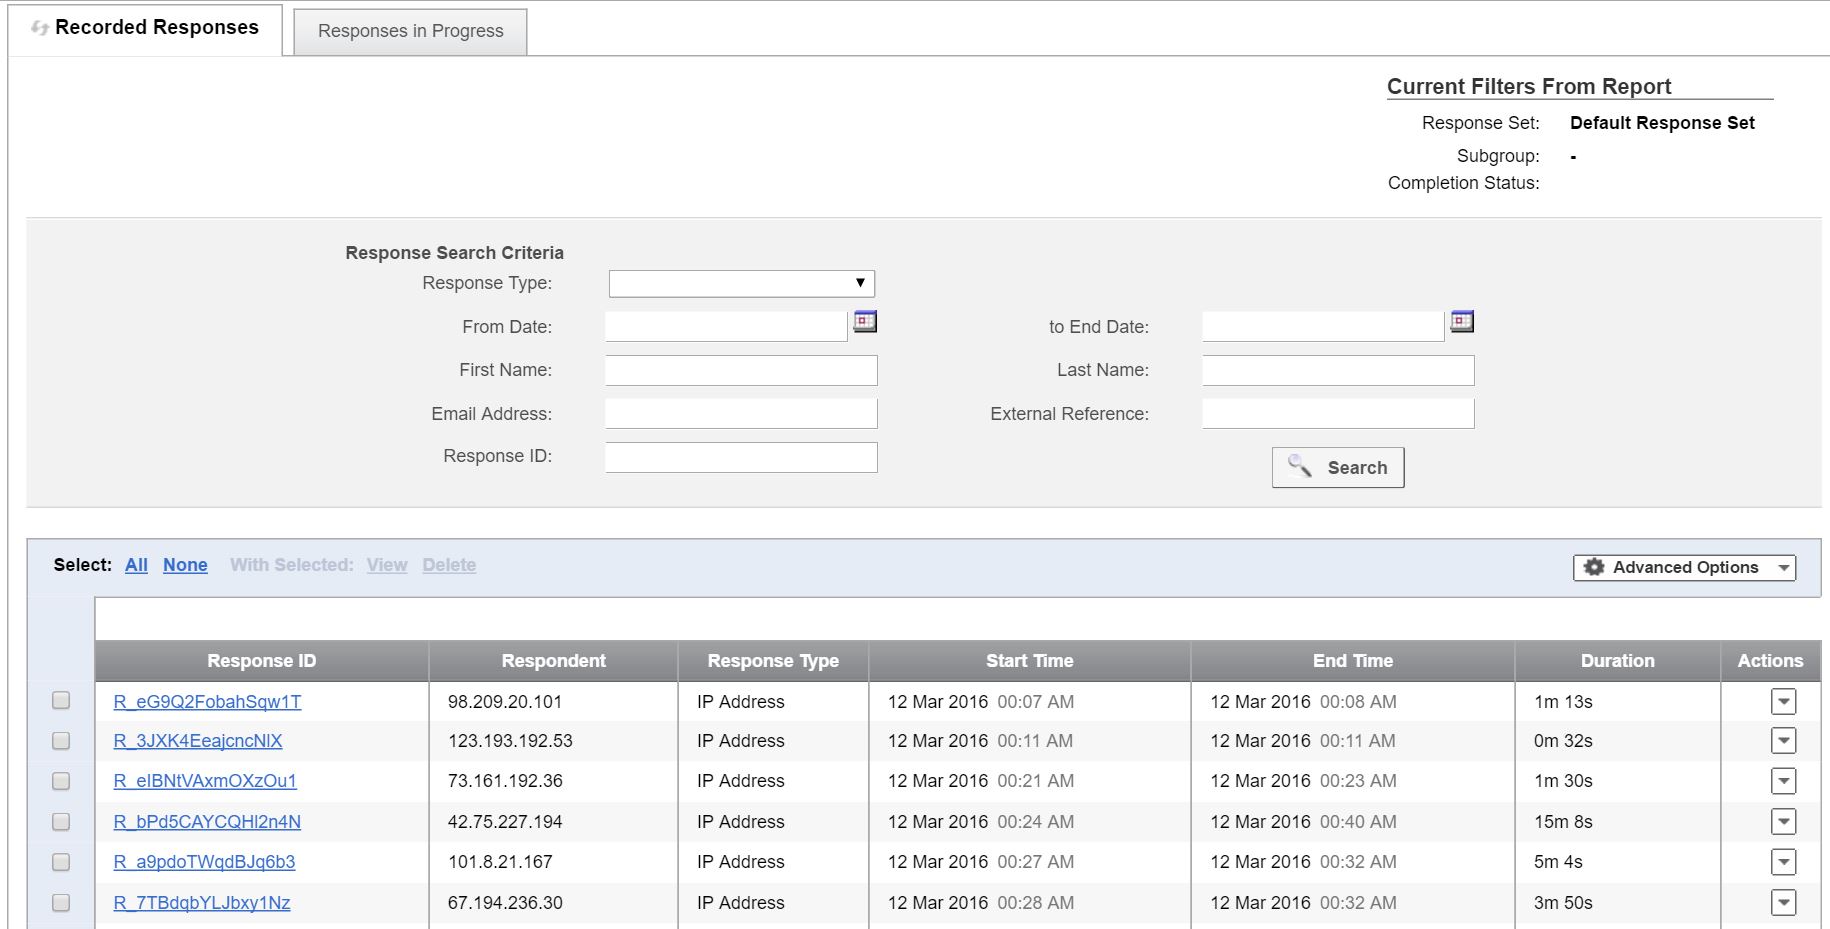 Recorded Responses
Responses in Progress
Current Filters From Report
Response Set: Default Response Set
Subgroup: -
Completion Status:
Response Search Criteria
Response Type:
From Date: to End Date:
First Name: Last Name:
Email Address: External Reference:
Response ID:
Search
Select: All None With Selected: View Delete Advanced Options
Response ID Respondent Response Type Start Time End Time Duration Actions
R_eG9Q2FobahSqw1T 98.209.20.101 IP Address 12 Mar 2016 00:07 AM 12 Mar 2016 00:08 AM 1m 13s
R_3JXK4EeajcncNlX 123.193.192.53 IP Address 12 Mar 2016 00:11 AM 12 Mar 2016 00:11 AM 0m 32s
R_eIBNtVAxmOXzOu1 73.161.192.36 IP Address 12 Mar 2016 00:21 AM 12 Mar 2016 00:23 AM 1m 30s
R_bPd5CAYCQHl2n4N 42.75.227.194 IP Address 12 Mar 2016 00:24 AM 12 Mar 2016 00:40 AM 15m 8s
R_a9pdoTWqdBJq6b3 101.8.21.167 IP Address 12 Mar 2016 00:27 AM 12 Mar 2016 00:32 AM 5m 4s
R_7TBdqbYLJbxy1Nz 67.194.236.30 IP Address 12 Mar 2016 00:28 AM 12 Mar 2016 00:32 AM 3m 50s